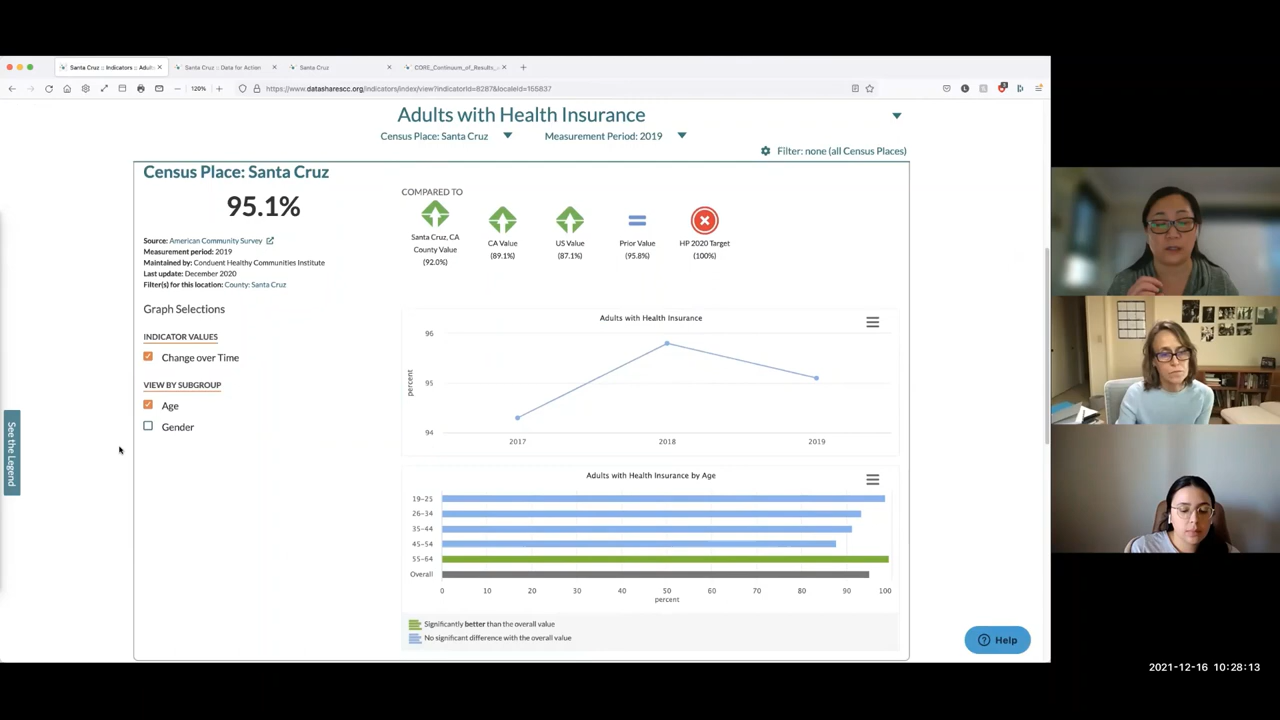 Santa Cruz :: Indicators :: Adul
Santa Cruz :: Data for Action
Santa Cruz
CORE_Continuum_of_Results_
120%
https://www.datasharescc.org/indicators/index/view?indicatorId=8287&localeId=155837
Adults with Health Insurance
Census Place: Santa Cruz
Measurement Period: 2019
Filter: none (all Census Places)
Census Place: Santa Cruz
95.1%
Source: American Community Survey
Measurement period: 2019
Maintained by: Conduent Healthy Communities Institute
Last update: December 2020
Filter(s) for this location: County: Santa Cruz
COMPARED TO
Santa Cruz, CA
County Value
(92.0%)
CA Value
(89.1%)
US Value
(87.1%)
Prior Value
(95.8%)
HP 2020 Target
(100%)
Graph Selections
INDICATOR VALUES
Change over Time
VIEW BY SUBGROUP
Age
Gender
See the Legend
Adults with Health Insurance
percent
96
95
94
2017 2018 2019
Adults with Health Insurance by Age
19–25
26–34
35–44
45–54
55–64
Overall
0 10 20 30 40 50 60 70 80 90 100
percent
Significantly better than the overall value
No significant difference with the overall value
Help
2021-12-16 10:28:13